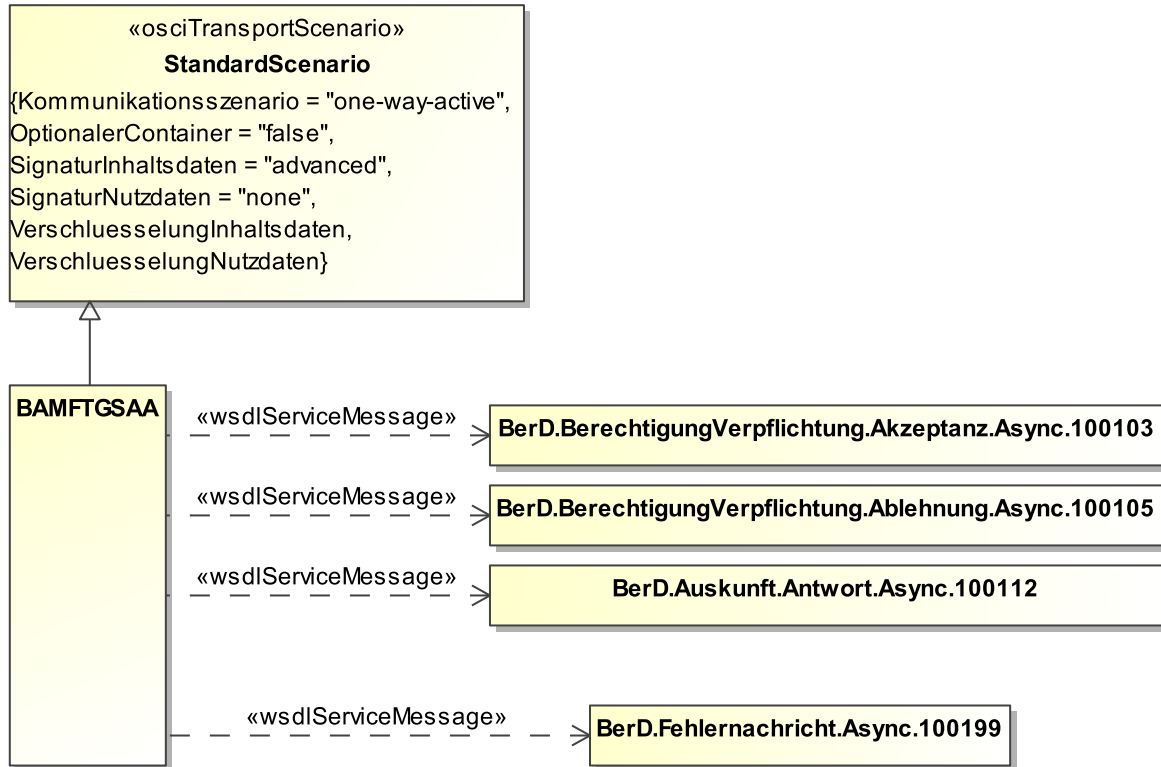 «osciTransportScenario»
StandardScenario
{Kommunikationsszenario = "one-way-active",
OptionalerContainer = "false",
SignaturInhaltsdaten = "advanced",
SignaturNutzdaten = "none",
VerschluesselungInhaltsdaten,
VerschluesselungNutzdaten}
BAMFTGSAA
«wsdlServiceMessage»
BerD.BerechtigungVerpflichtung.Akzeptanz.Async.100103
«wsdlServiceMessage»
BerD.BerechtigungVerpflichtung.Ablehnung.Async.100105
«wsdlServiceMessage»
BerD.Auskunft.Antwort.Async.100112
«wsdlServiceMessage»
BerD.Fehlernachricht.Async.100199